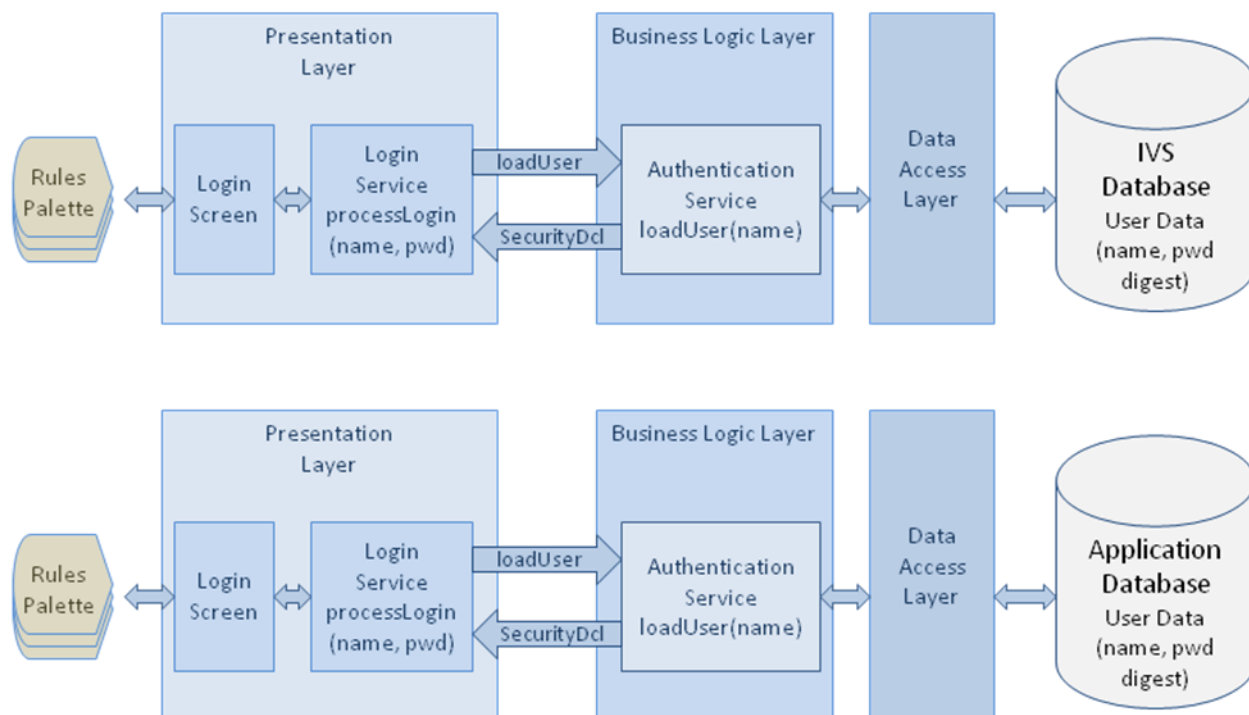 Presentation
Layer
Business Logic Layer
Rules
Palette
Login
Screen
Login
Service
processLogin
(name, pwd)
loadUser
SecurityDcl
Authentication
Service
loadUser(name)
Data
Access
Layer
IVS
Database
User Data
(name, pwd
digest)
Presentation
Layer
Business Logic Layer
Rules
Palette
Login
Screen
Login
Service
processLogin
(name, pwd)
loadUser
SecurityDcl
Authentication
Service
loadUser(name)
Data
Access
Layer
Application
Database
User Data
(name, pwd
digest)